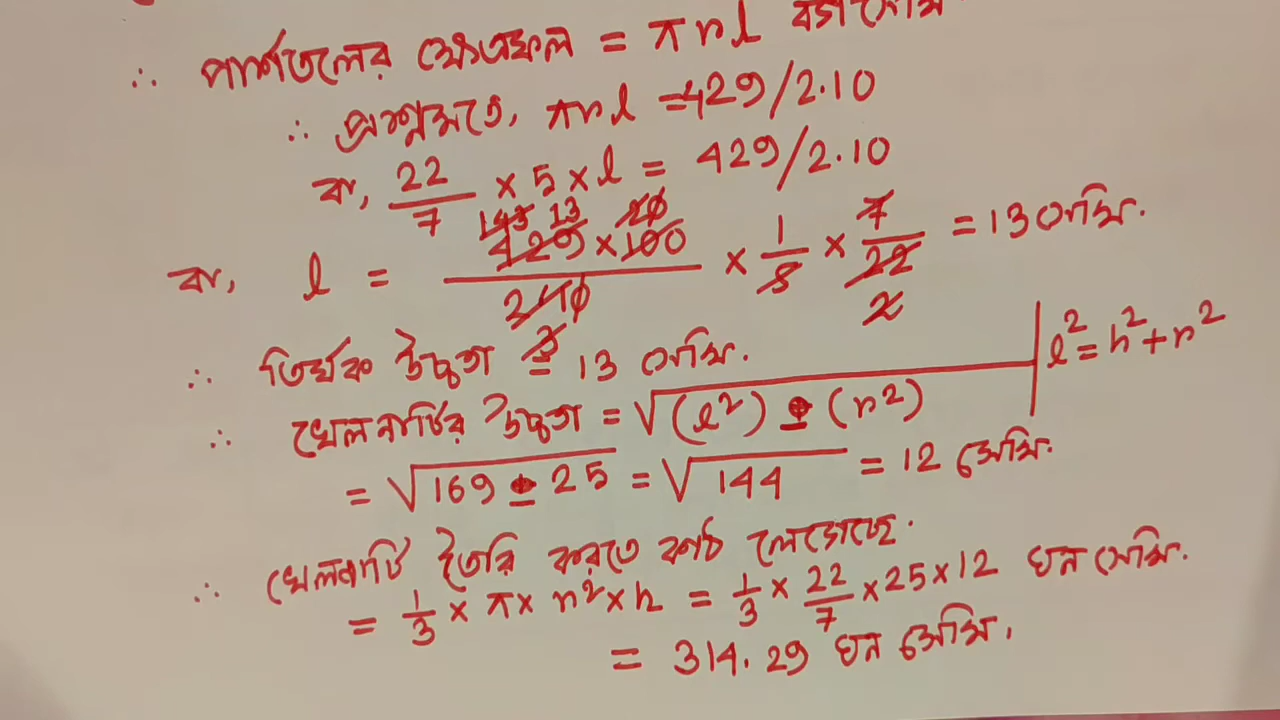 ∴ পার্শ্বতলের ক্ষেত্রফল = πrl বর্গসেমি
∴ প্রশ্নমতে, πrl = 429/2.10
বা, 22/7 × 5 × l = 429/2.10
বা, l = 429 × 100 / 210 × 1/5 × 7/22 = 13 সেমি.
∴ তির্যক উচ্চতা = 13 সেমি.
l² = h² + r²
∴ খেলনাটির উচ্চতা = √(l²) - (r²)
= √169 - 25 = √144 = 12 সেমি.
∴ খেলনাটি তৈরি করতে কাঠ লেগেছে.
= 1/3 × π × r² × h = 1/3 × 22/7 × 25 × 12 ঘন সেমি.
= 314.29 ঘন সেমি.